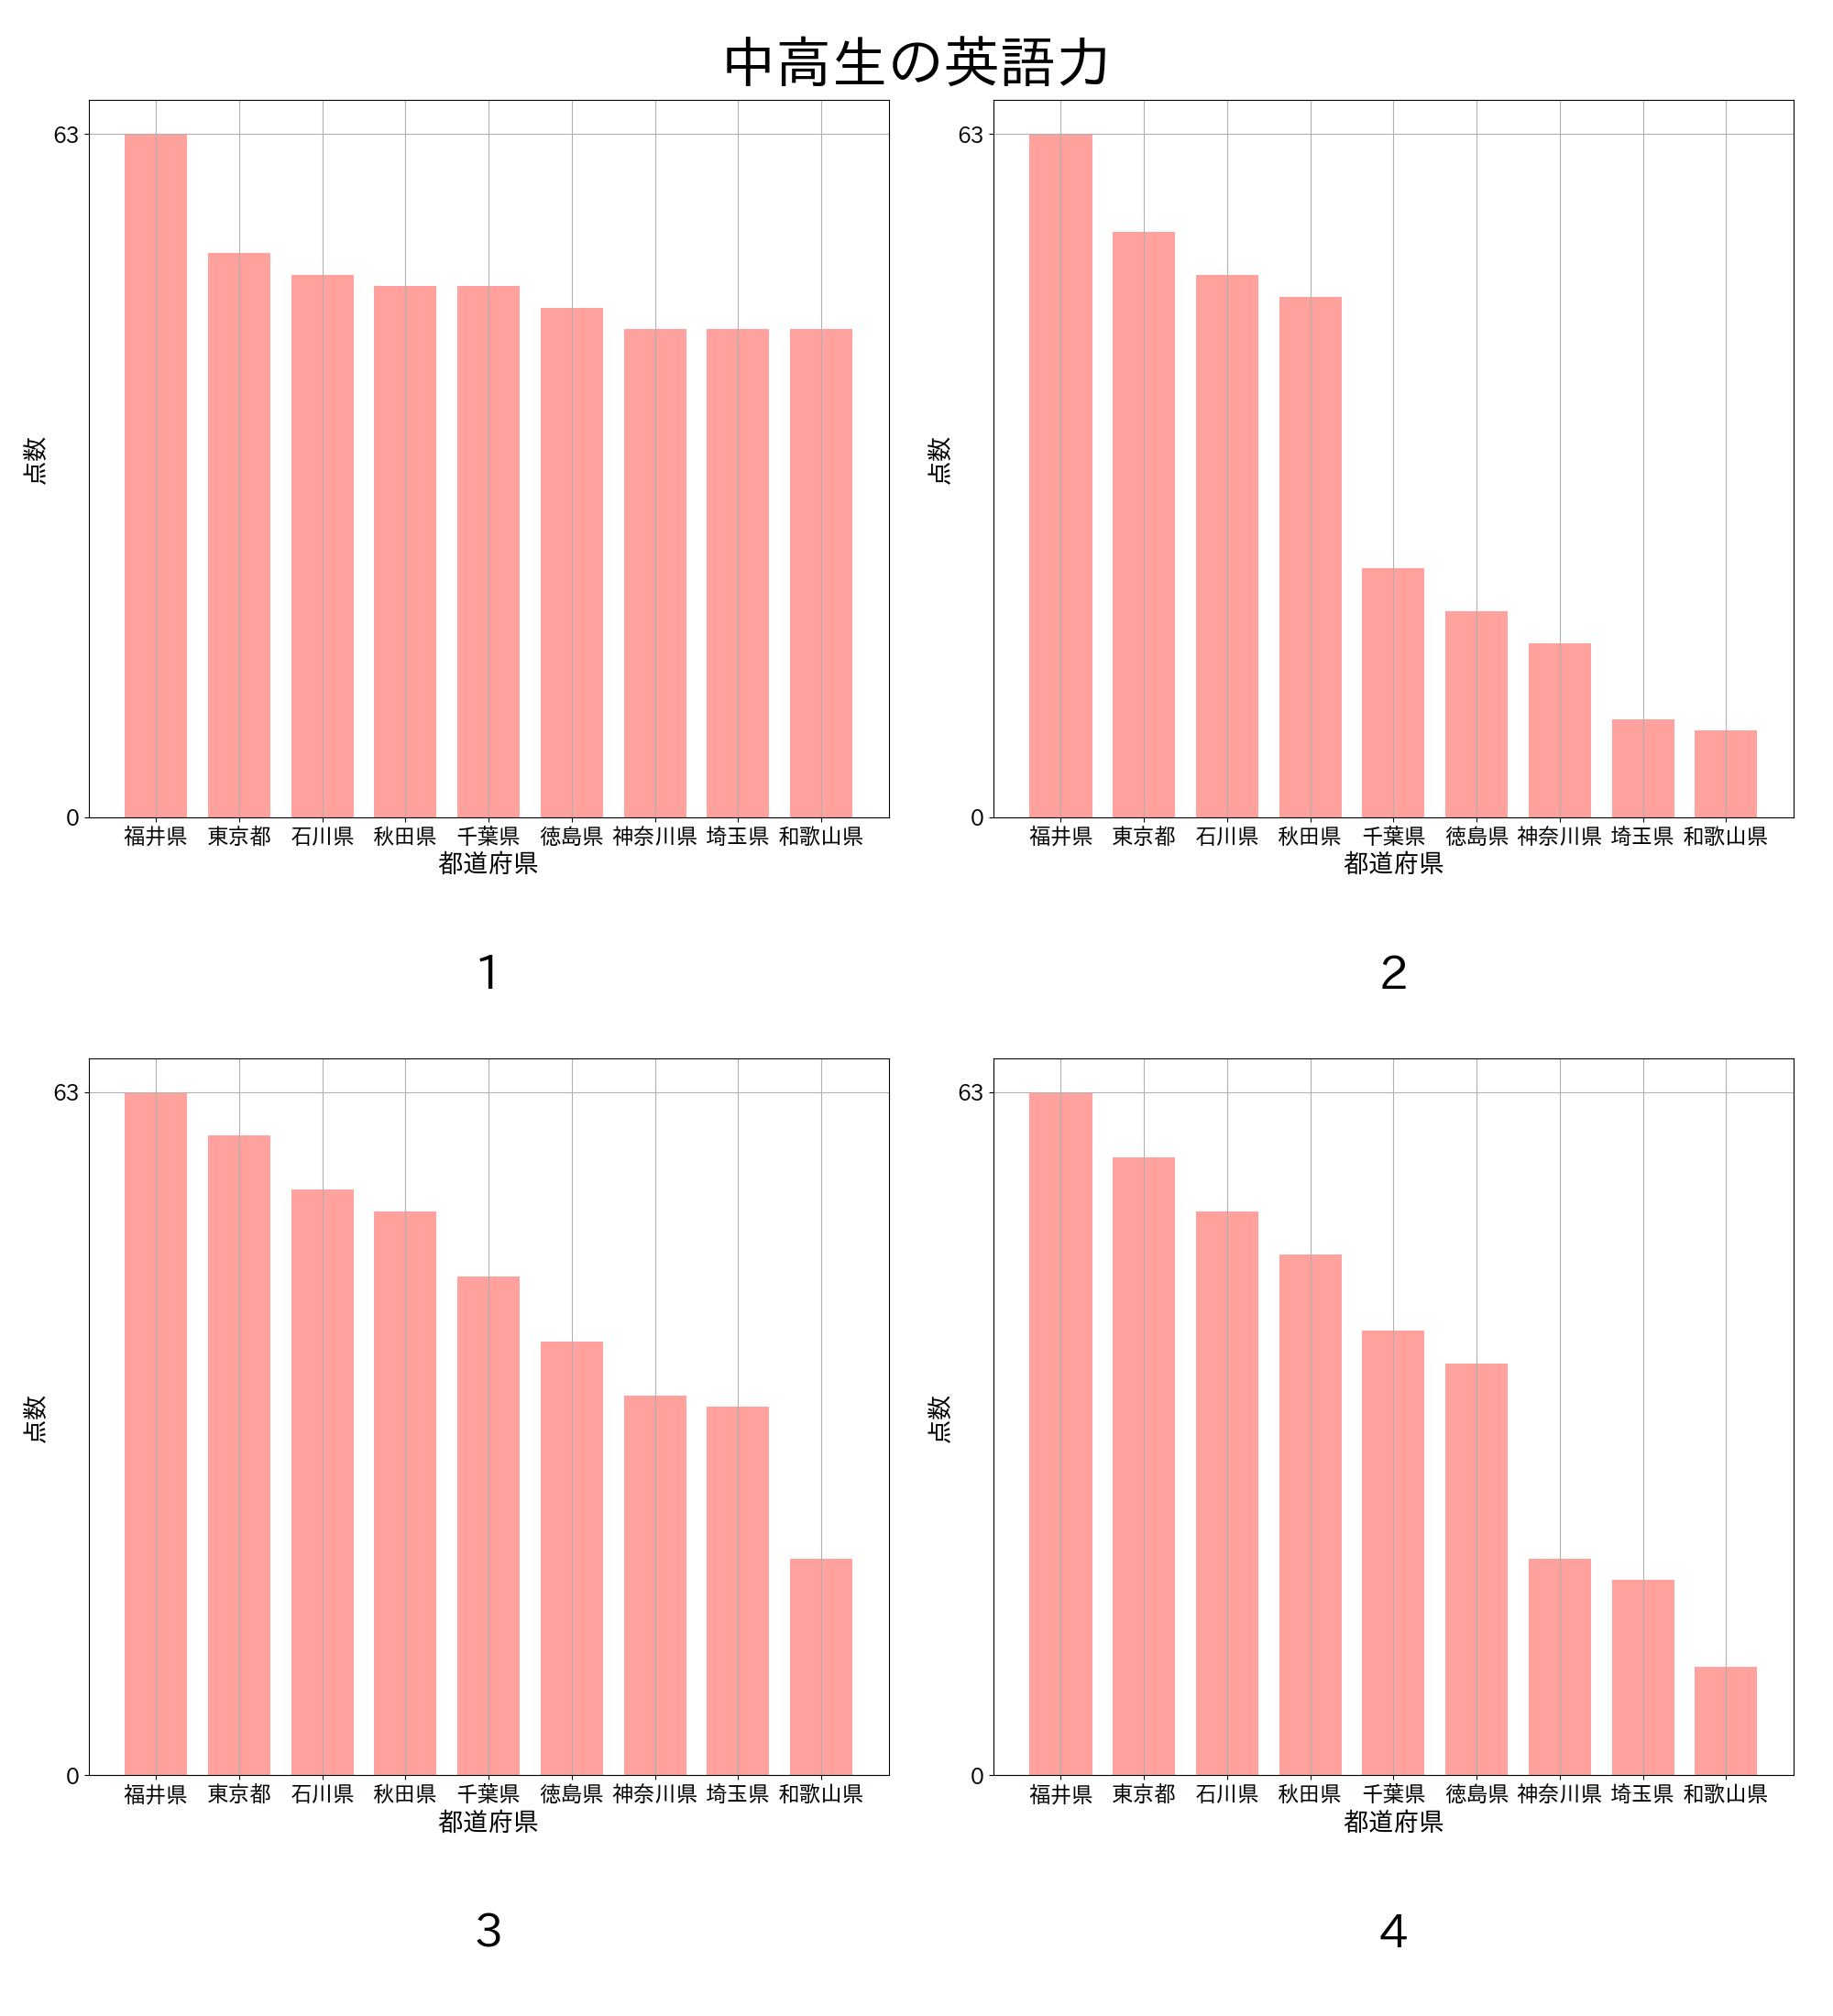 中高生の英語力
63
0
点数
福井県 東京都 石川県 秋田県 千葉県 徳島県 神奈川県 埼玉県 和歌山県
都道府県
1
63
0
点数
福井県 東京都 石川県 秋田県 千葉県 徳島県 神奈川県 埼玉県 和歌山県
都道府県
2
63
0
点数
福井県 東京都 石川県 秋田県 千葉県 徳島県 神奈川県 埼玉県 和歌山県
都道府県
3
63
0
点数
福井県 東京都 石川県 秋田県 千葉県 徳島県 神奈川県 埼玉県 和歌山県
都道府県
4